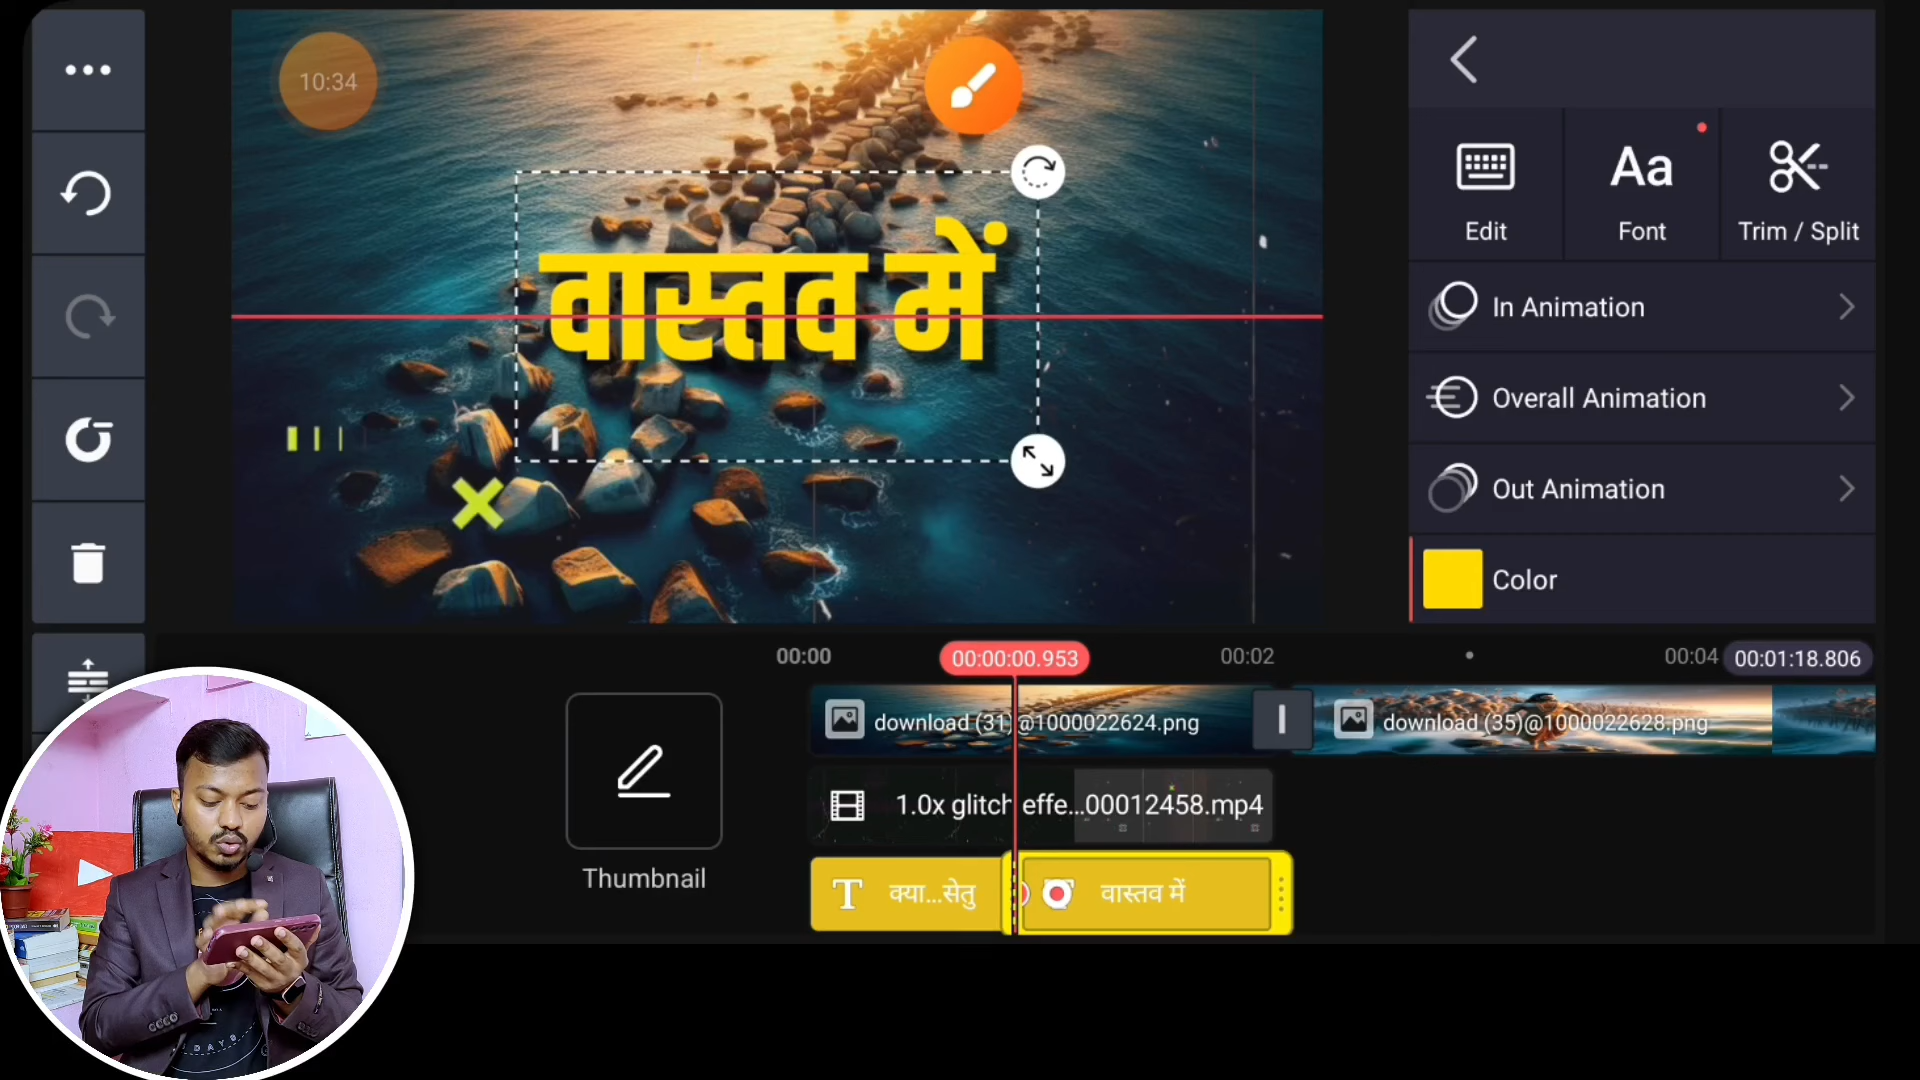 10:34
वास्तव में
Edit
Font
Trim / Split
In Animation
Overall Animation
Out Animation
Color
00:00
00:00:00.953
00:02
00:04
00:01:18.806
download (31)@1000022624.png
download (35)@1000022628.png
1.0x glitch effe...00012458.mp4
Thumbnail
क्या...सेतु
वास्तव में